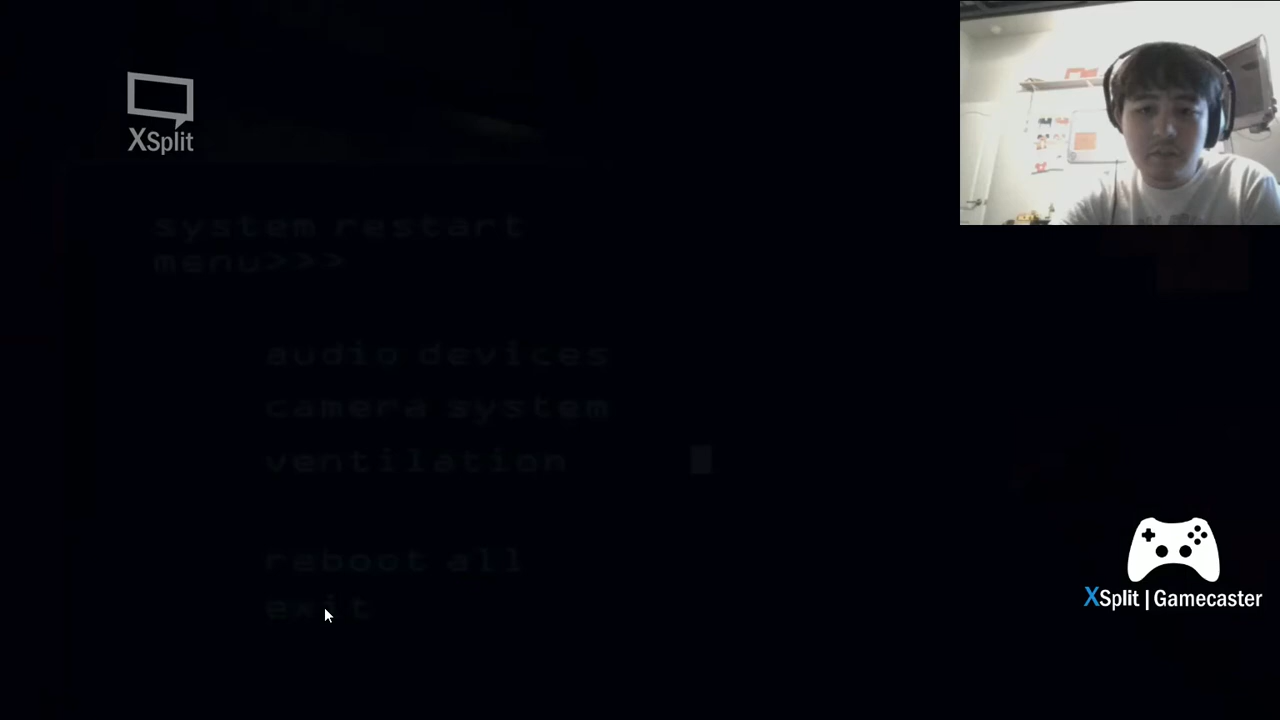 XSplit
system restart
menu>>>
audio devices
camera system
ventilation
reboot all
exit
XSplit | Gamecaster